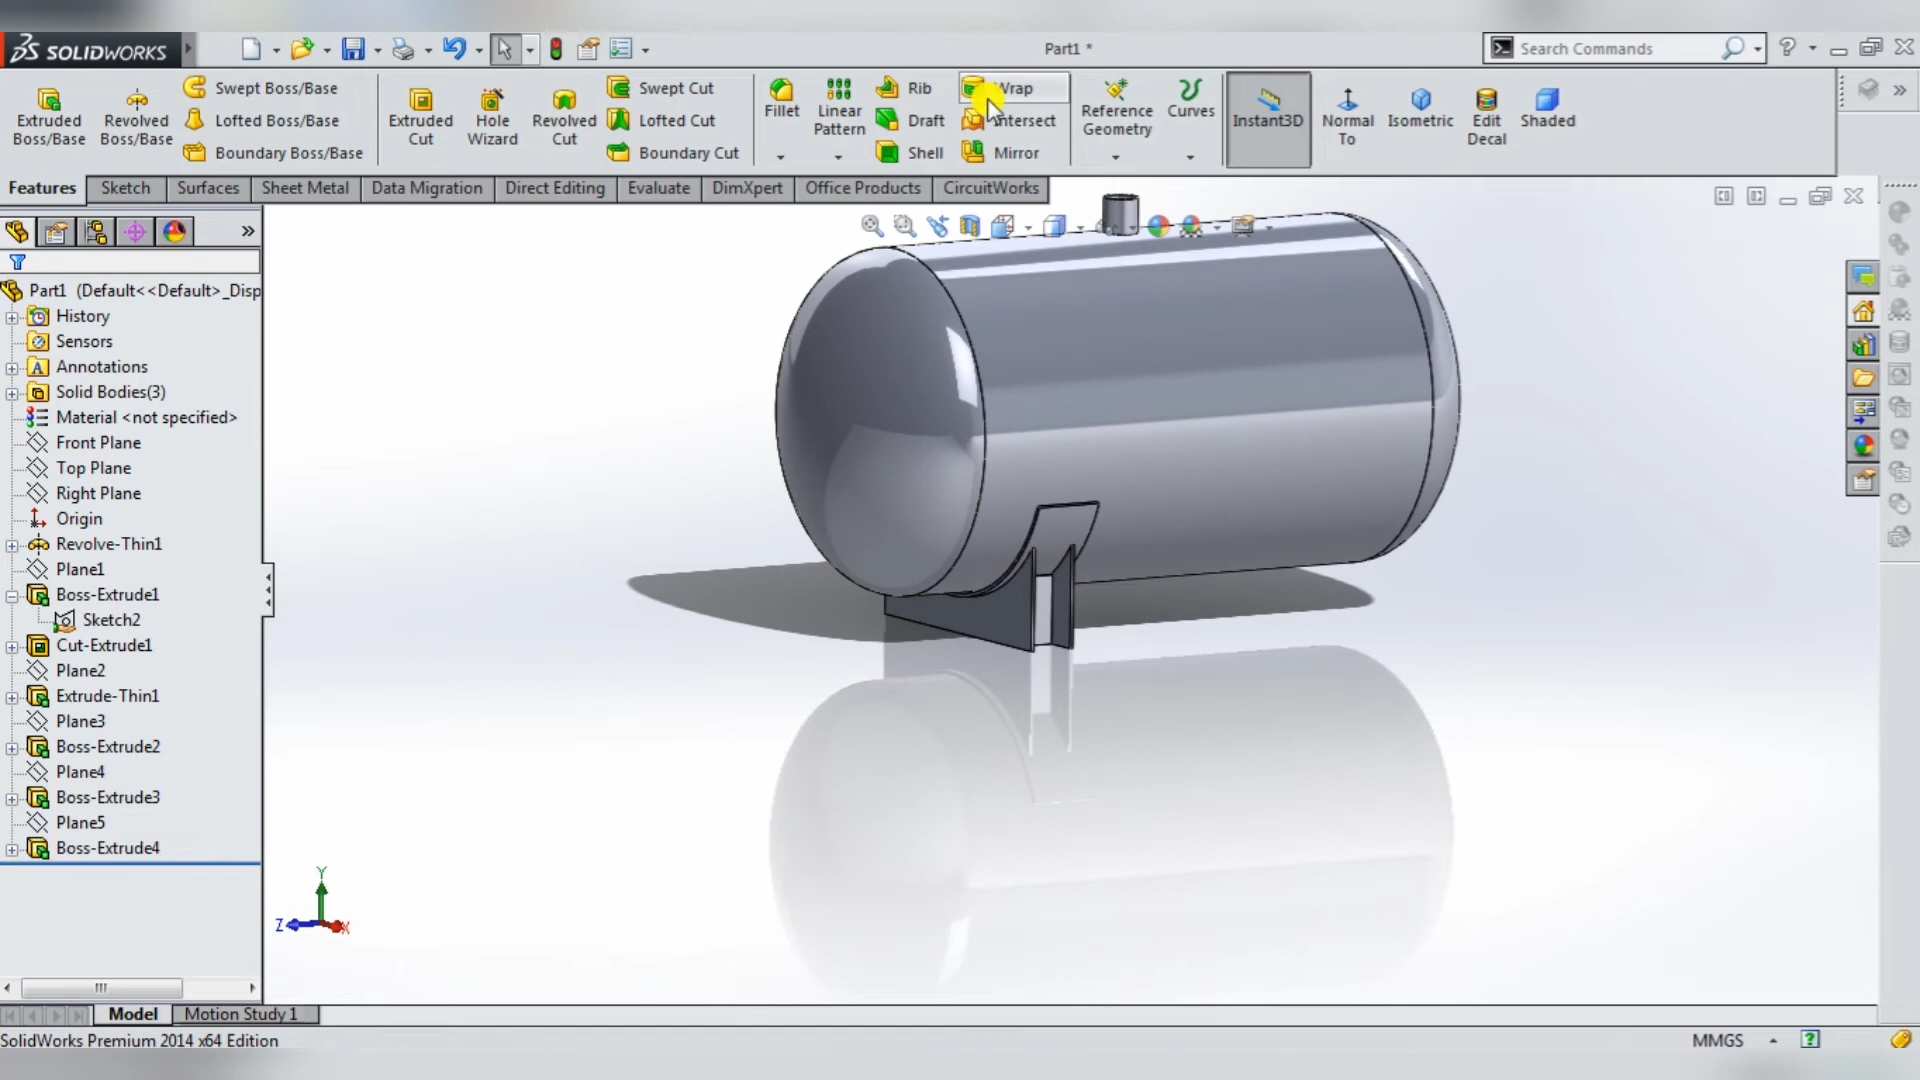 SOLIDWORKS
Part1 *
Search Commands
Extruded Boss/Base
Revolved Boss/Base
Swept Boss/Base
Lofted Boss/Base
Boundary Boss/Base
Extruded Cut
Hole Wizard
Revolved Cut
Swept Cut
Lofted Cut
Boundary Cut
Fillet
Linear Pattern
Rib
Draft
Shell
Wrap
Intersect
Mirror
Reference Geometry
Curves
Instant3D
Normal To
Isometric
Edit Decal
Shaded
Features
Sketch
Surfaces
Sheet Metal
Data Migration
Direct Editing
Evaluate
DimXpert
Office Products
CircuitWorks
Part1 (Default<<Default>_Disp
History
Sensors
Annotations
Solid Bodies(3)
Material <not specified>
Front Plane
Top Plane
Right Plane
Origin
Revolve-Thin1
Plane1
Boss-Extrude1
Sketch2
Cut-Extrude1
Plane2
Extrude-Thin1
Plane3
Boss-Extrude2
Plane4
Boss-Extrude3
Plane5
Boss-Extrude4
Y
Z
X
Model
Motion Study 1
SolidWorks Premium 2014 x64 Edition
MMGS